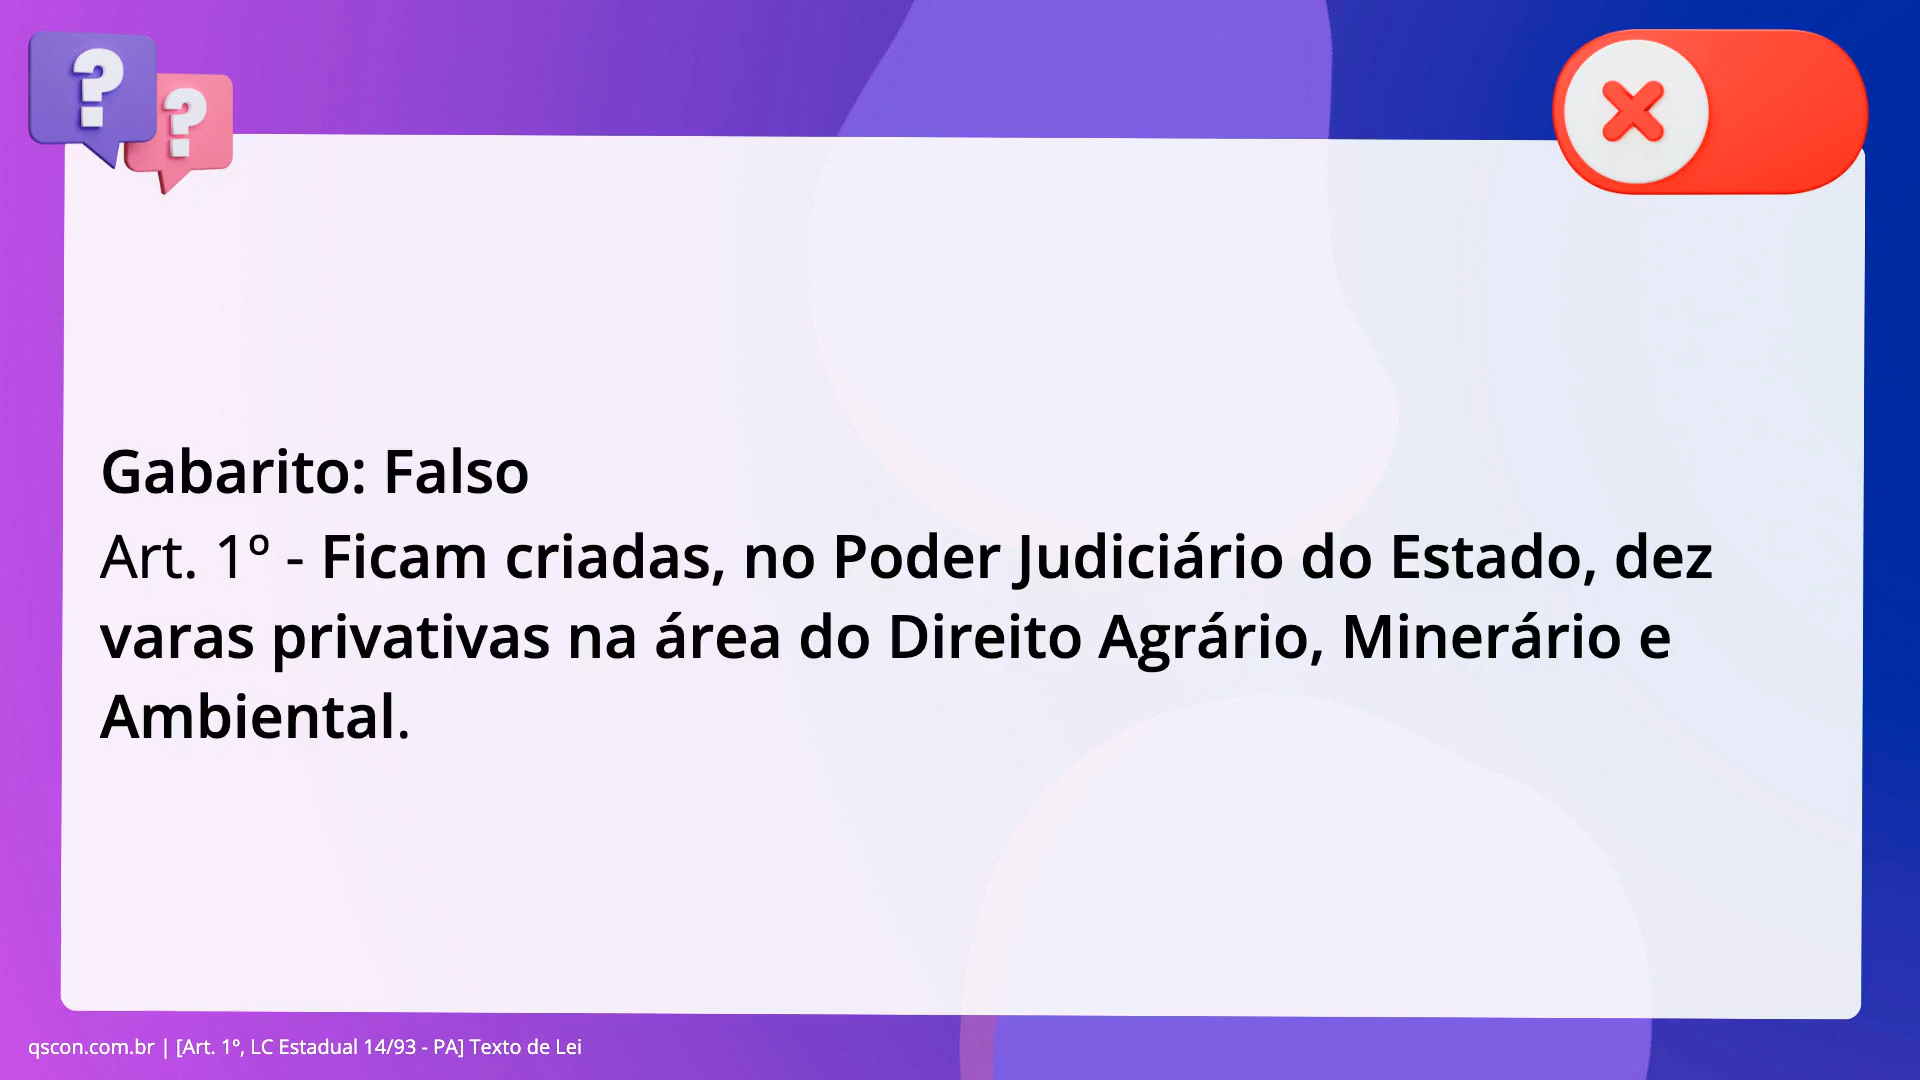 ?
?
Gabarito: Falso
Art. 1º - Ficam criadas, no Poder Judiciário do Estado, dez
varas privativas na área do Direito Agrário, Minerário e
Ambiental.
qscon.com.br | [Art. 1º, LC Estadual 14/93 - PA] Texto de Lei